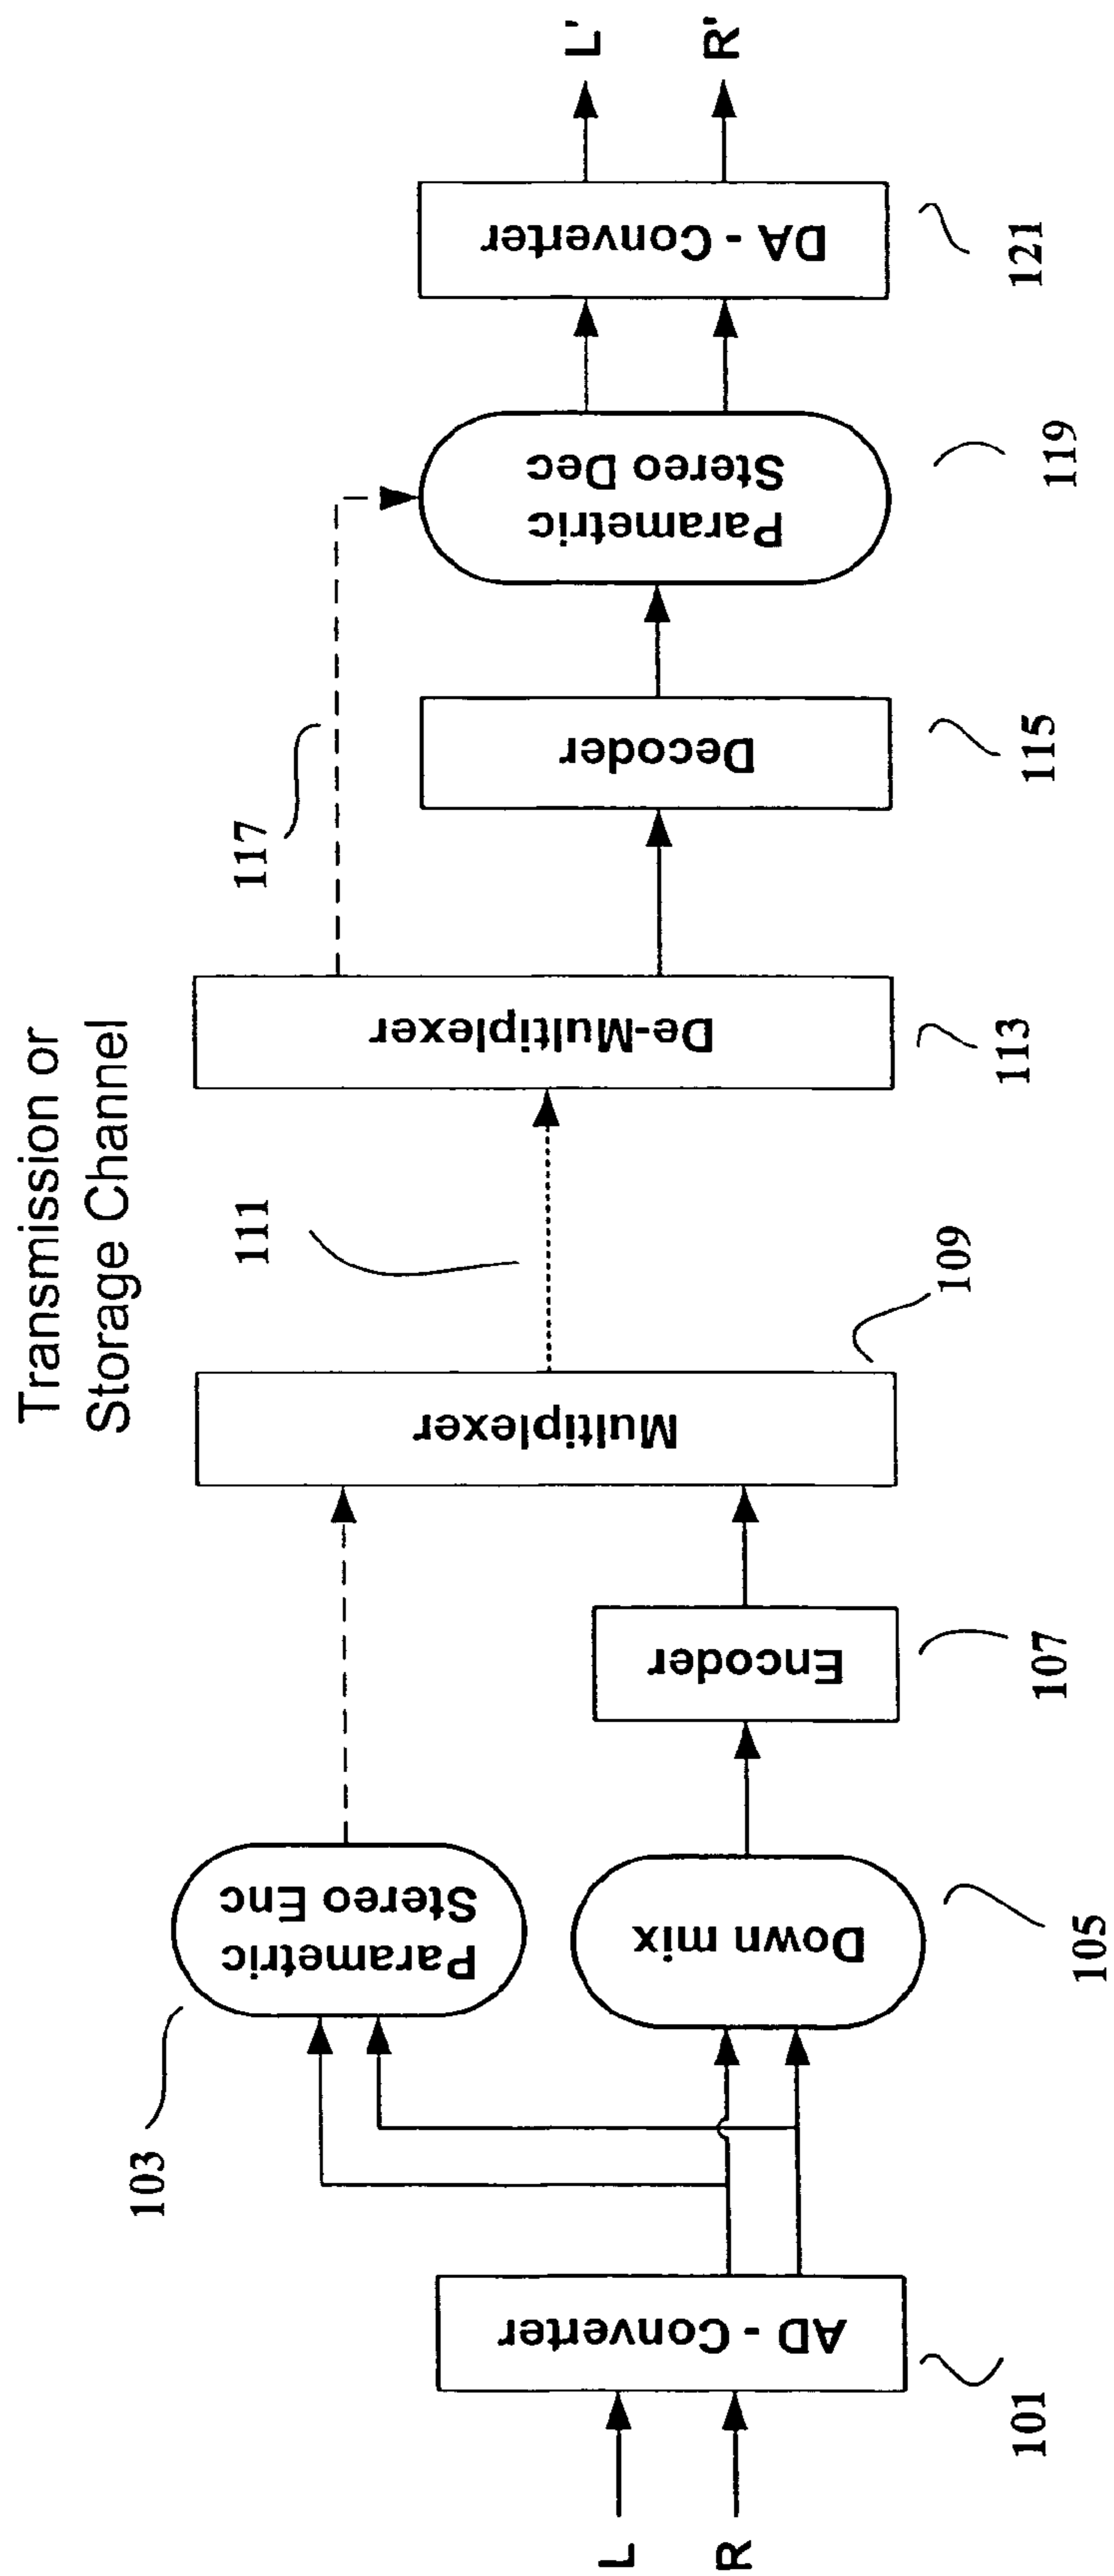 Transmission or
Storage Channel
L
R
AD - Converter
101
103
Parametric
Stereo Enc
Down mix
105
Encoder
107
Multiplexer
109
111
De-Multiplexer
113
117
Decoder
115
Parametric
Stereo Dec
119
DA - Converter
121
L'
R'